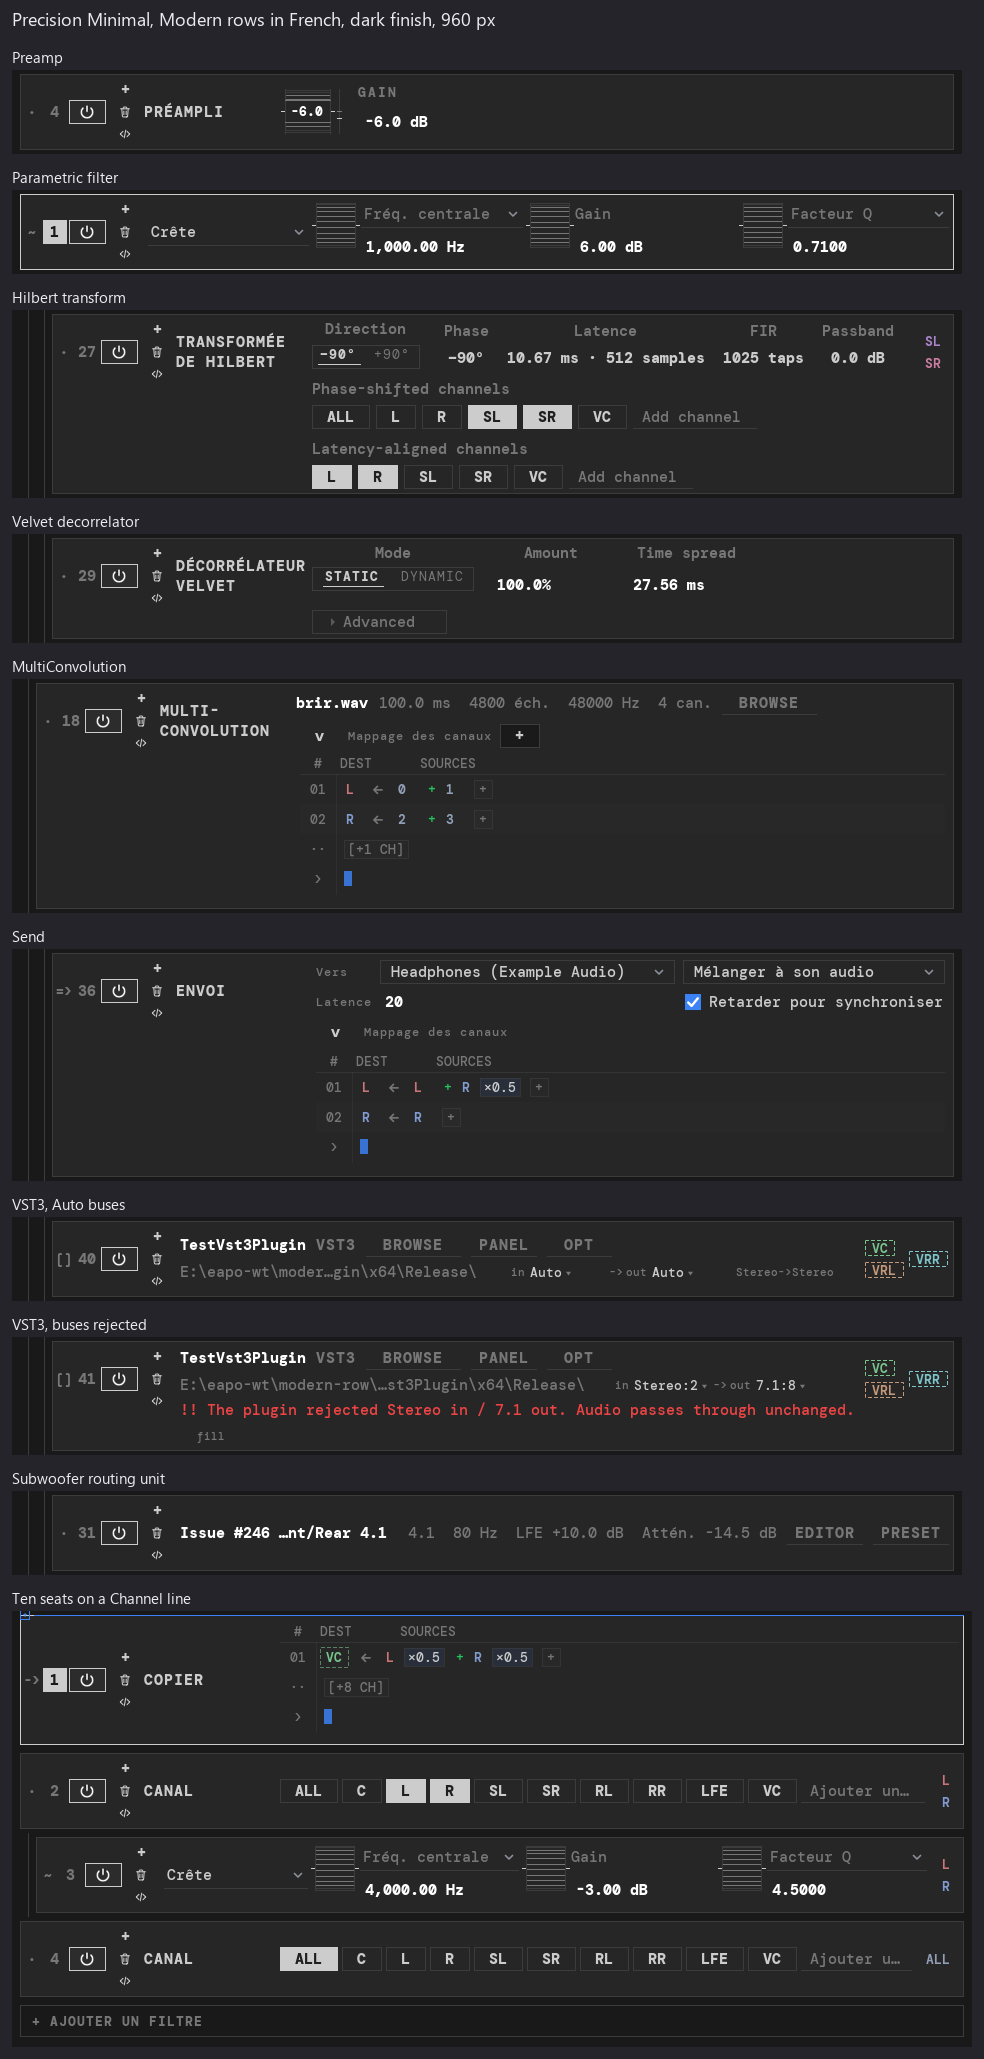 Precision Minimal, Modern rows in French, dark finish, 960 px
Preamp
+
· 4 PRÉAMPLI -6.0 GAIN
-6.0 dB
</>
Parametric filter
+
Fréq. centrale Gain Facteur Q
~ 1 Crête
1,000.00 Hz 6.00 dB 0.7100
</>
Hilbert transform
+
Direction Phase Latence FIR Passband
· 27 TRANSFORMÉE DE HILBERT −90° +90° −90° 10.67 ms · 512 samples 1025 taps 0.0 dB SL SR
</>
Phase-shifted channels
ALL L R SL SR VC Add channel
Latency-aligned channels
L R SL SR VC Add channel
Velvet decorrelator
+
Mode Amount Time spread
· 29 DÉCORRÉLATEUR VELVET STATIC DYNAMIC 100.0% 27.56 ms
</>
Advanced
MultiConvolution
+
brir.wav 100.0 ms 4800 éch. 48000 Hz 4 can. BROWSE
· 18 MULTI-CONVOLUTION
</>
v Mappage des canaux +
# DEST SOURCES
01 L ← 0 + 1 +
02 R ← 2 + 3 +
·· [+1 CH]
›
Send
+
Vers Headphones (Example Audio) Mélanger à son audio
=> 36 ENVOI
Latence 20 Retarder pour synchroniser
</>
v Mappage des canaux
# DEST SOURCES
01 L ← L + R ×0.5 +
02 R ← R +
›
VST3, Auto buses
+
TestVst3Plugin VST3 BROWSE PANEL OPT
[] 40
E:\eapo-wt\moder…gin\x64\Release\ in Auto -> out Auto Stereo->Stereo VC VRL VRR
</>
VST3, buses rejected
+
TestVst3Plugin VST3 BROWSE PANEL OPT
[] 41
E:\eapo-wt\modern-row\…st3Plugin\x64\Release\ in Stereo:2 -> out 7.1:8 VC VRL VRR
</>
!! The plugin rejected Stereo in / 7.1 out. Audio passes through unchanged.
fill
Subwoofer routing unit
+
· 31 Issue #246 …nt/Rear 4.1 4.1 80 Hz LFE +10.0 dB Attén. -14.5 dB EDITOR PRESET
</>
Ten seats on a Channel line
# DEST SOURCES
+
01 VC ← L ×0.5 + R ×0.5 +
-> 1 COPIER
·· [+8 CH]
</>
›
+
· 2 CANAL ALL C L R SL SR RL RR LFE VC Ajouter un… L R
</>
+
Fréq. centrale Gain Facteur Q
~ 3 Crête L R
4,000.00 Hz -3.00 dB 4.5000
</>
+
· 4 CANAL ALL C L R SL SR RL RR LFE VC Ajouter u… ALL
</>
+ AJOUTER UN FILTRE